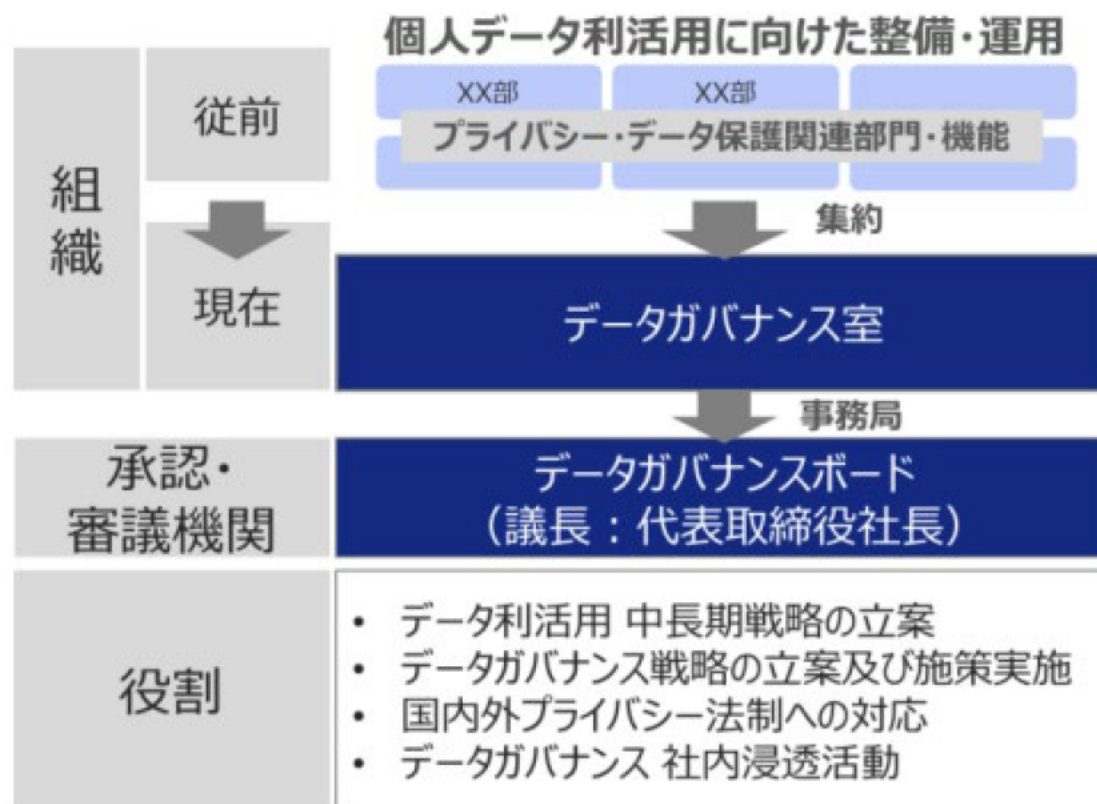 個人データ利活用に向けた整備・運用
組織
従前
XX部
XX部
プライバシー・データ保護関連部門・機能
集約
現在
データガバナンス室
事務局
承認・
審議機関
データガバナンスボード
（議長：代表取締役社長）
役割
• データ利活用 中長期戦略の立案
• データガバナンス戦略の立案及び施策実施
• 国内外プライバシー法制への対応
• データガバナンス 社内浸透活動